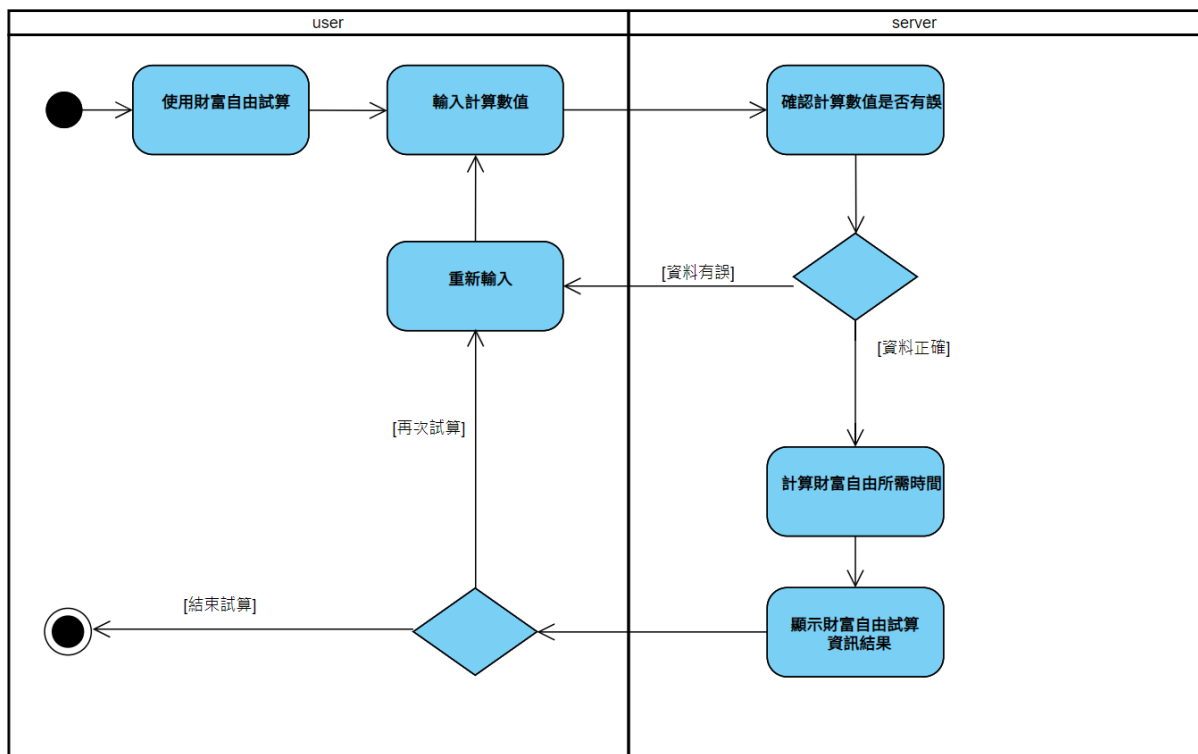 user
server
使用財富自由試算
輸入計算數值
確認計算數值是否有誤
重新輸入
[資料有誤]
[資料正確]
[再次試算]
計算財富自由所需時間
[結束試算]
顯示財富自由試算
資訊結果